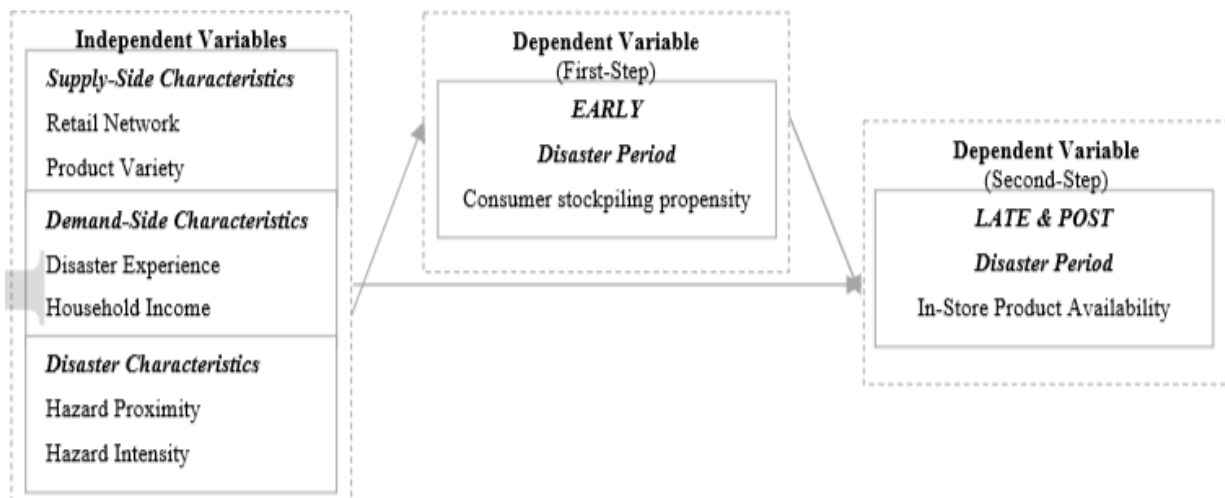 Independent Variables
Supply-Side Characteristics
Retail Network
Product Variety
Demand-Side Characteristics
Disaster Experience
Household Income
Disaster Characteristics
Hazard Proximity
Hazard Intensity
Dependent Variable
(First-Step)
EARLY
Disaster Period
Consumer stockpiling propensity
Dependent Variable
(Second-Step)
LATE & POST
Disaster Period
In-Store Product Availability